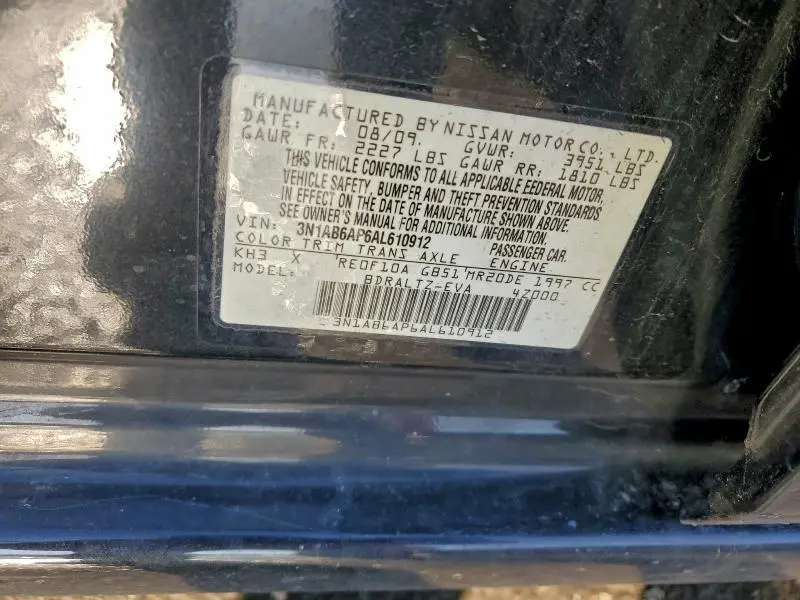 MANUFACTURED BY NISSAN MOTOR CO., LTD.
DATE: 08/09. GVWR: 3951 LBS
GAWR FR: 2227 LBS GAWR RR: 1810 LBS
THIS VEHICLE CONFORMS TO ALL APPLICABLE FEDERAL MOTOR
VEHICLE SAFETY, BUMPER AND THEFT PREVENTION STANDARDS
IN EFFECT ON THE DATE OF MANUFACTURE SHOWN ABOVE.
SEE OWNER'S MANUAL FOR ADDITIONAL INFORMATION.
VIN: 3N1AB6AP6AL610912 PASSENGER CAR.
COLOR TRIM TRANS AXLE ENGINE
KH3 X RE0F10A GB51 MR20DE 1997 CC
MODEL: BDRALTZ-EVA 42000
3N1AB6AP6AL610912